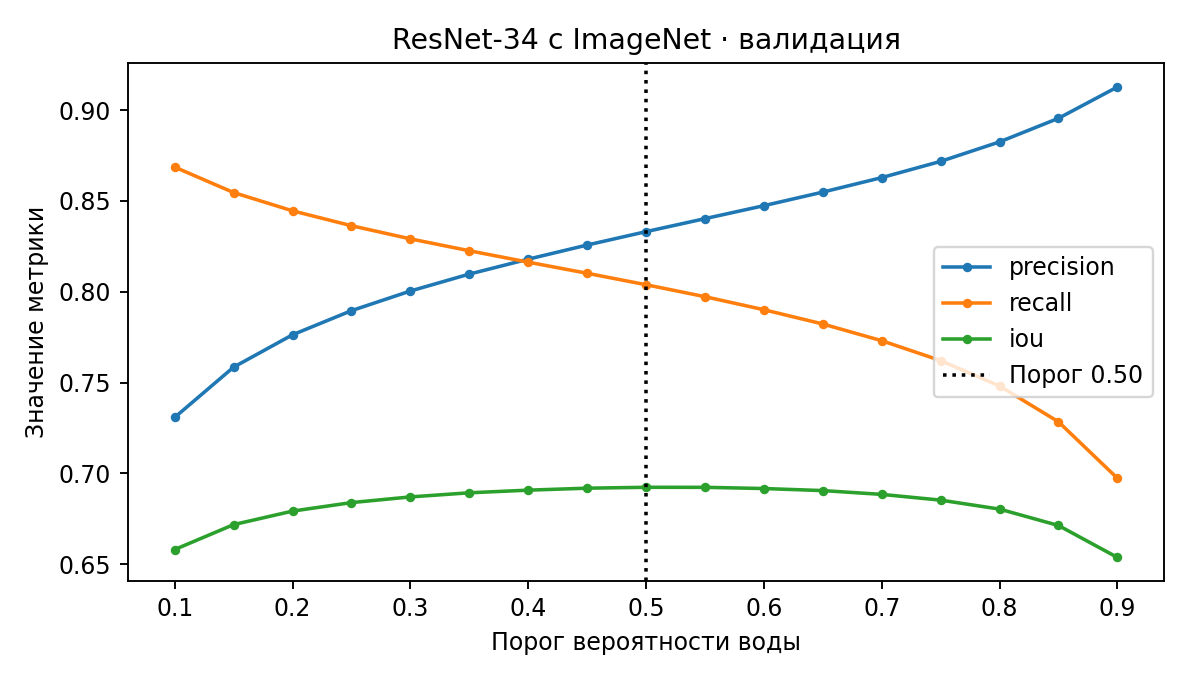 ResNet-34 с ImageNet · валидация
Значение метрики
0.90
0.85
0.80
0.75
0.70
0.65
precision
recall
iou
Порог 0.50
0.1 0.2 0.3 0.4 0.5 0.6 0.7 0.8 0.9
Порог вероятности воды